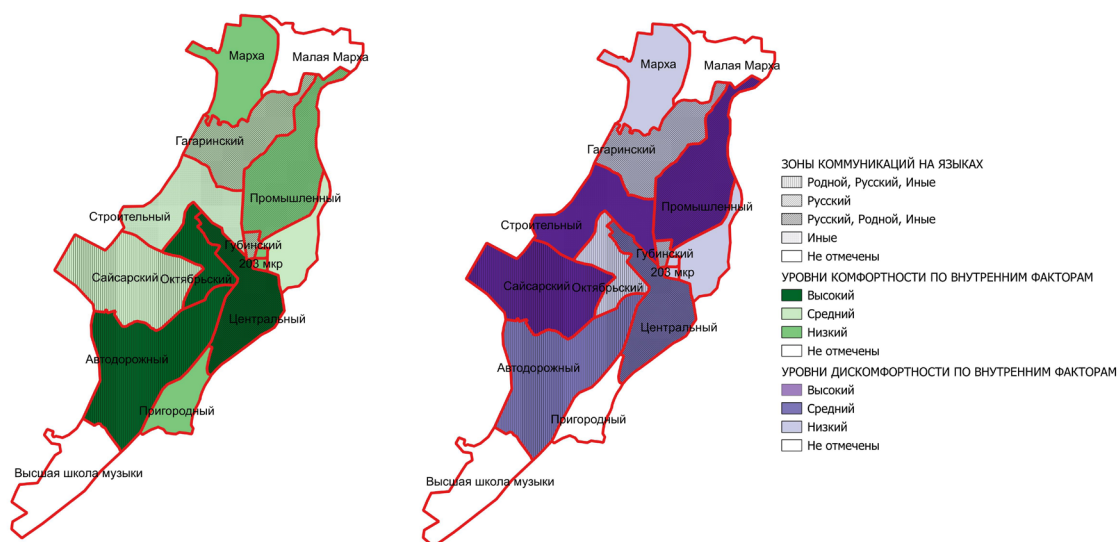 Марха
Малая Марха
Гагаринский
Промышленный
Строительный
Губинский
203 мкр
Сайсарский
Октябрьский
Центральный
Автодорожный
Пригородный
Высшая школа музыки
Марха
Малая Марха
Гагаринский
Промышленный
Строительный
Губинский
203 мкр
Сайсарский
Октябрьский
Центральный
Автодорожный
Пригородный
Высшая школа музыки
ЗОНЫ КОММУНИКАЦИЙ НА ЯЗЫКАХ
Родной, Русский, Иные
Русский
Русский, Родной, Иные
Иные
Не отмечены
УРОВНИ КОМФОРТНОСТИ ПО ВНУТРЕННИМ ФАКТОРАМ
Высокий
Средний
Низкий
Не отмечены
УРОВНИ ДИСКОМФОРТНОСТИ ПО ВНУТРЕННИМ ФАКТОРАМ
Высокий
Средний
Низкий
Не отмечены